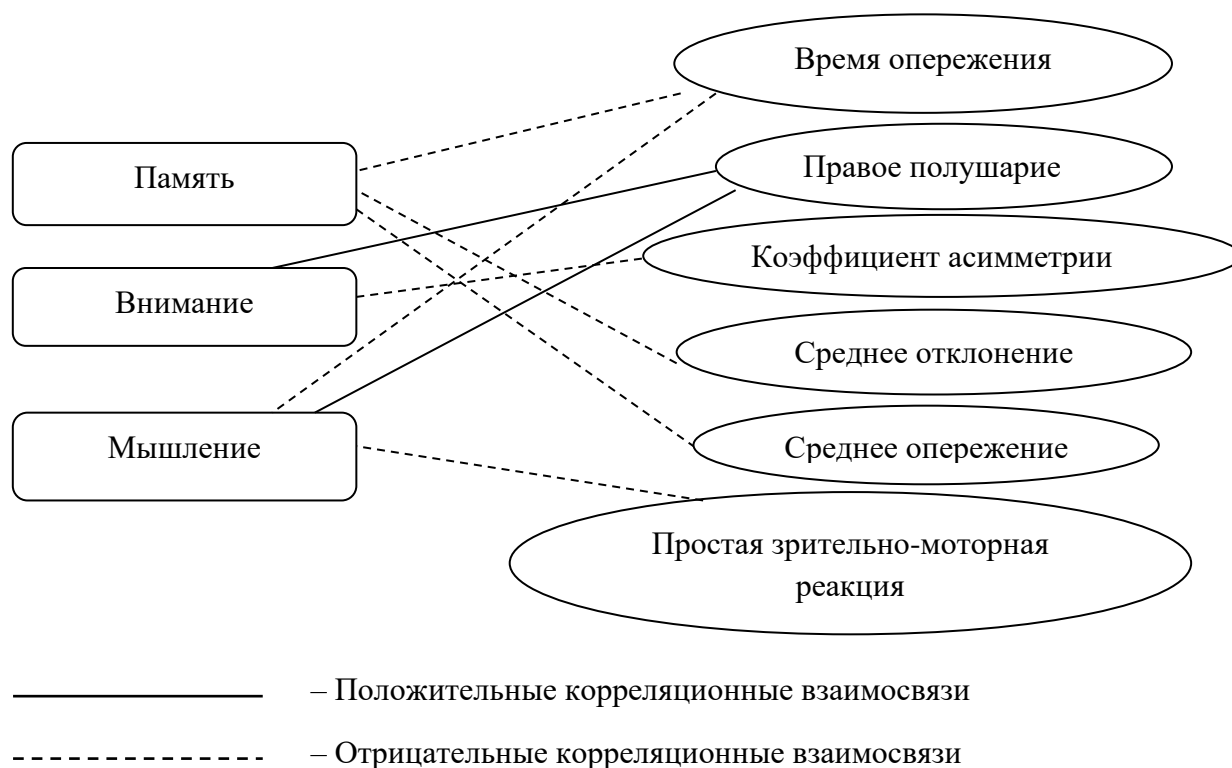 Время опережения
Память
Правое полушарие
Внимание
Коэффициент асимметрии
Среднее отклонение
Мышление
Среднее опережение
Простая зрительно-моторная
реакция
– Положительные корреляционные взаимосвязи
– Отрицательные корреляционные взаимосвязи